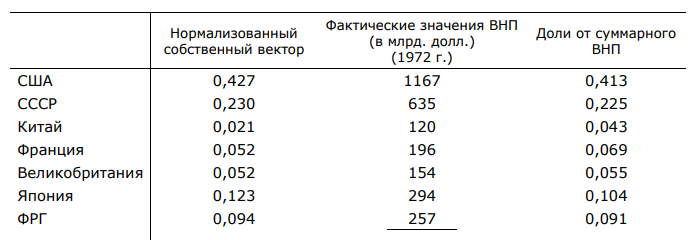 Нормализованный собственный вектор | Фактические значения ВНП (в млрд. долл.) (1972 г.) | Доли от суммарного ВНП
США 0,427 1167 0,413
СССР 0,230 635 0,225
Китай 0,021 120 0,043
Франция 0,052 196 0,069
Великобритания 0,052 154 0,055
Япония 0,123 294 0,104
ФРГ 0,094 257 0,091